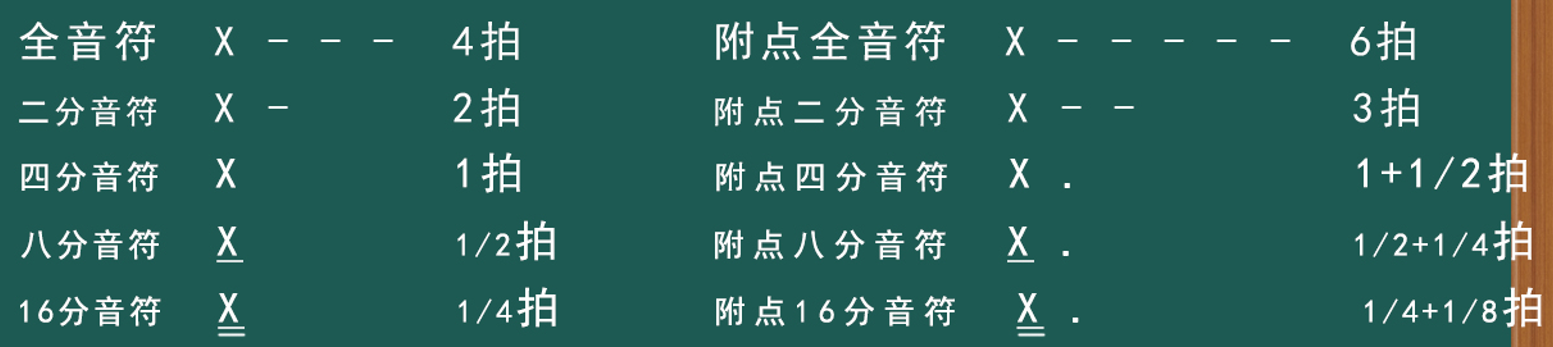 全音符 X - - - 4拍 附点全音符 X - - - - - 6拍
二分音符 X - 2拍 附点二分音符 X - - 3拍
四分音符 X 1拍 附点四分音符 X . 1+1/2拍
八分音符 X 1/2拍 附点八分音符 X . 1/2+1/4拍
16分音符 X 1/4拍 附点16分音符 X . 1/4+1/8拍